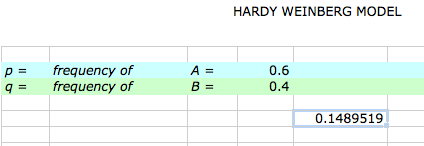 HARDY WEINBERG MODEL
p = frequency of A = 0.6
q = frequency of B = 0.4
0.1489519